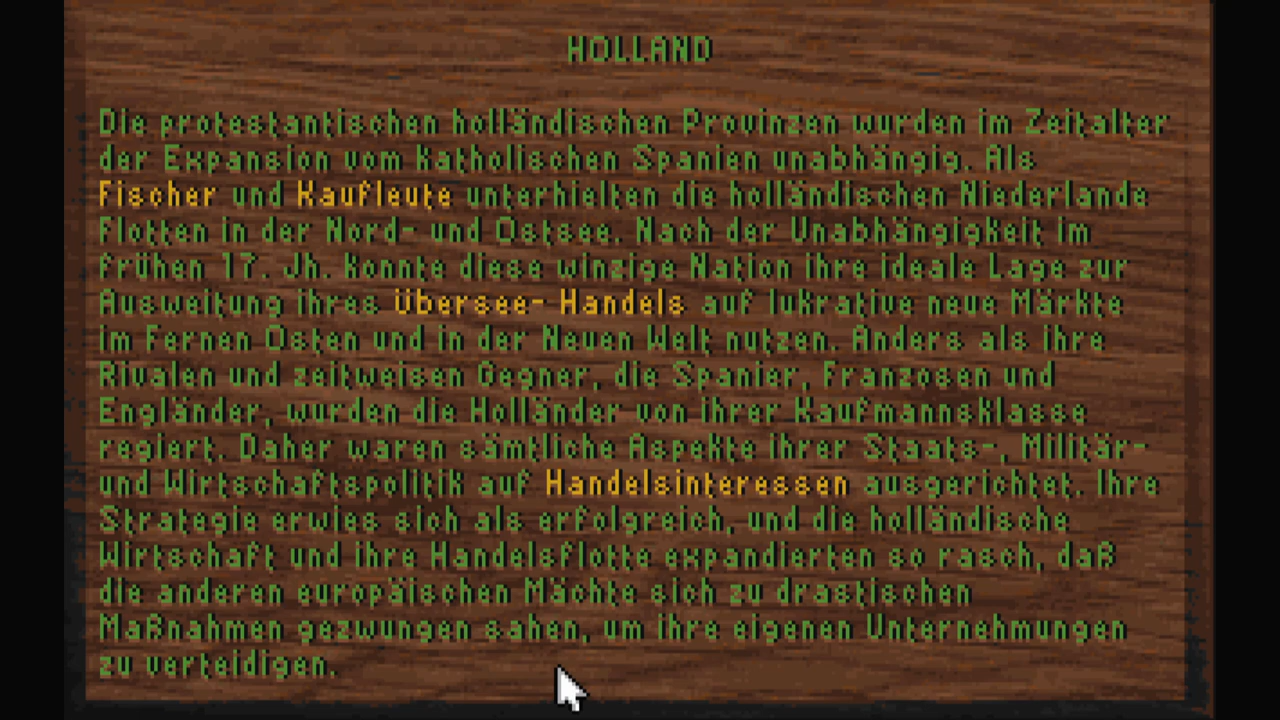 HOLLAND
Die protestantischen holländischen Provinzen wurden im Zeitalter
der Expansion vom katholischen Spanien unabhängig. Als
Fischer und Kaufleute unterhielten die holländischen Niederlande
Flotten in der Nord- und Ostsee. Nach der Unabhängigkeit im
frühen 17. Jh. konnte diese winzige Nation ihre ideale Lage zur
Ausweitung ihres Übersee- Handels auf lukrative neue Märkte
im Fernen Osten und in der Neuen Welt nutzen. Anders als ihre
Rivalen und zeitweisen Gegner, die Spanier, Franzosen und
Engländer, wurden die Holländer von ihrer Kaufmannsklasse
regiert. Daher waren sämtliche Aspekte ihrer Staats-, Militär-
und Wirtschaftspolitik auf Handelsinteressen ausgerichtet. Ihre
Strategie erwies sich als erfolgreich, und die holländische
Wirtschaft und ihre Handelsflotte expandierten so rasch, daß
die anderen europäischen Mächte sich zu drastischen
Maßnahmen gezwungen sahen, um ihre eigenen Unternehmungen
zu verteidigen.